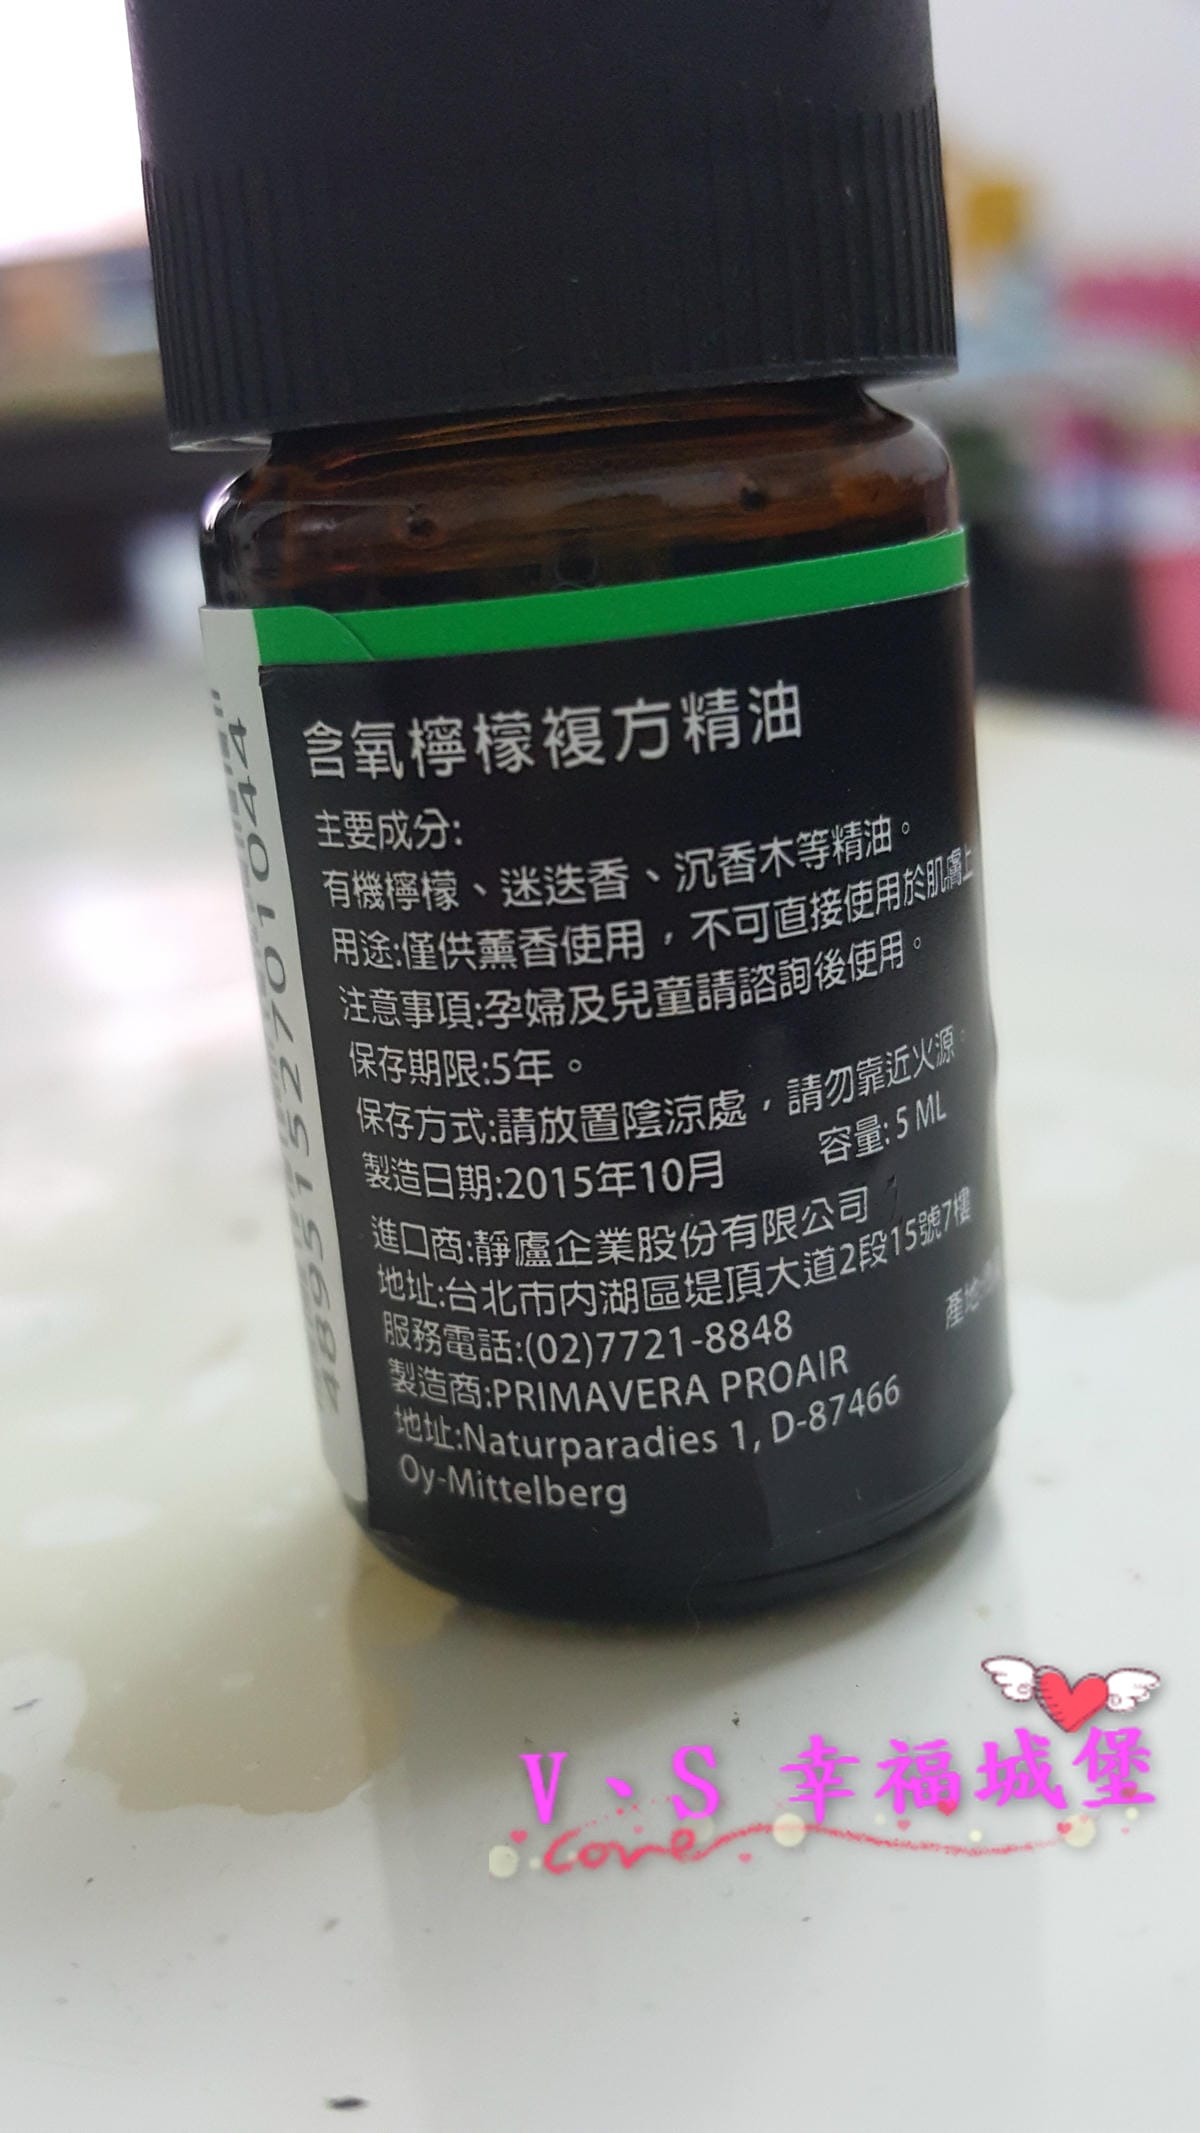 含氧檸檬複方精油
主要成分:
有機檸檬、迷迭香、沉香木等精油。
用途:僅供薰香使用，不可直接使用於肌膚上
注意事項:孕婦及兒童請諮詢後使用。
保存期限:5年。
保存方式:請放置陰涼處，請勿靠近火源。
製造日期:2015年10月 容量:5 ML
進口商:靜廬企業股份有限公司
地址:台北市內湖區堤頂大道2段15號7樓
服務電話:(02)7721-8848
產地:
製造商:PRIMAVERA PROAIR
地址:Naturparadies 1, D-87466
Oy-Mittelberg
4895152701044
V、S 幸福城堡